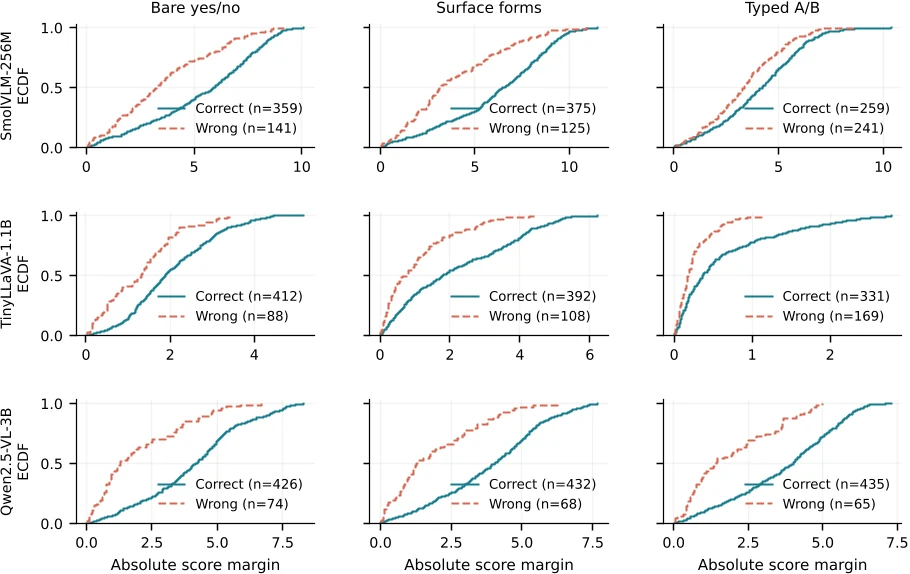 Bare yes/no
Surface forms
Typed A/B
SmolVLM-256M
ECDF
1.0
0.5
0.0
Correct (n=359)
Wrong (n=141)
0 5 10
Correct (n=375)
Wrong (n=125)
0 5 10
Correct (n=259)
Wrong (n=241)
0 5 10
TinyLLaVA-1.1B
ECDF
1.0
0.5
0.0
Correct (n=412)
Wrong (n=88)
0 2 4
Correct (n=392)
Wrong (n=108)
0 2 4 6
Correct (n=331)
Wrong (n=169)
0 1 2
Qwen2.5-VL-3B
ECDF
1.0
0.5
0.0
Correct (n=426)
Wrong (n=74)
0.0 2.5 5.0 7.5
Absolute score margin
Correct (n=432)
Wrong (n=68)
0.0 2.5 5.0 7.5
Absolute score margin
Correct (n=435)
Wrong (n=65)
0.0 2.5 5.0 7.5
Absolute score margin